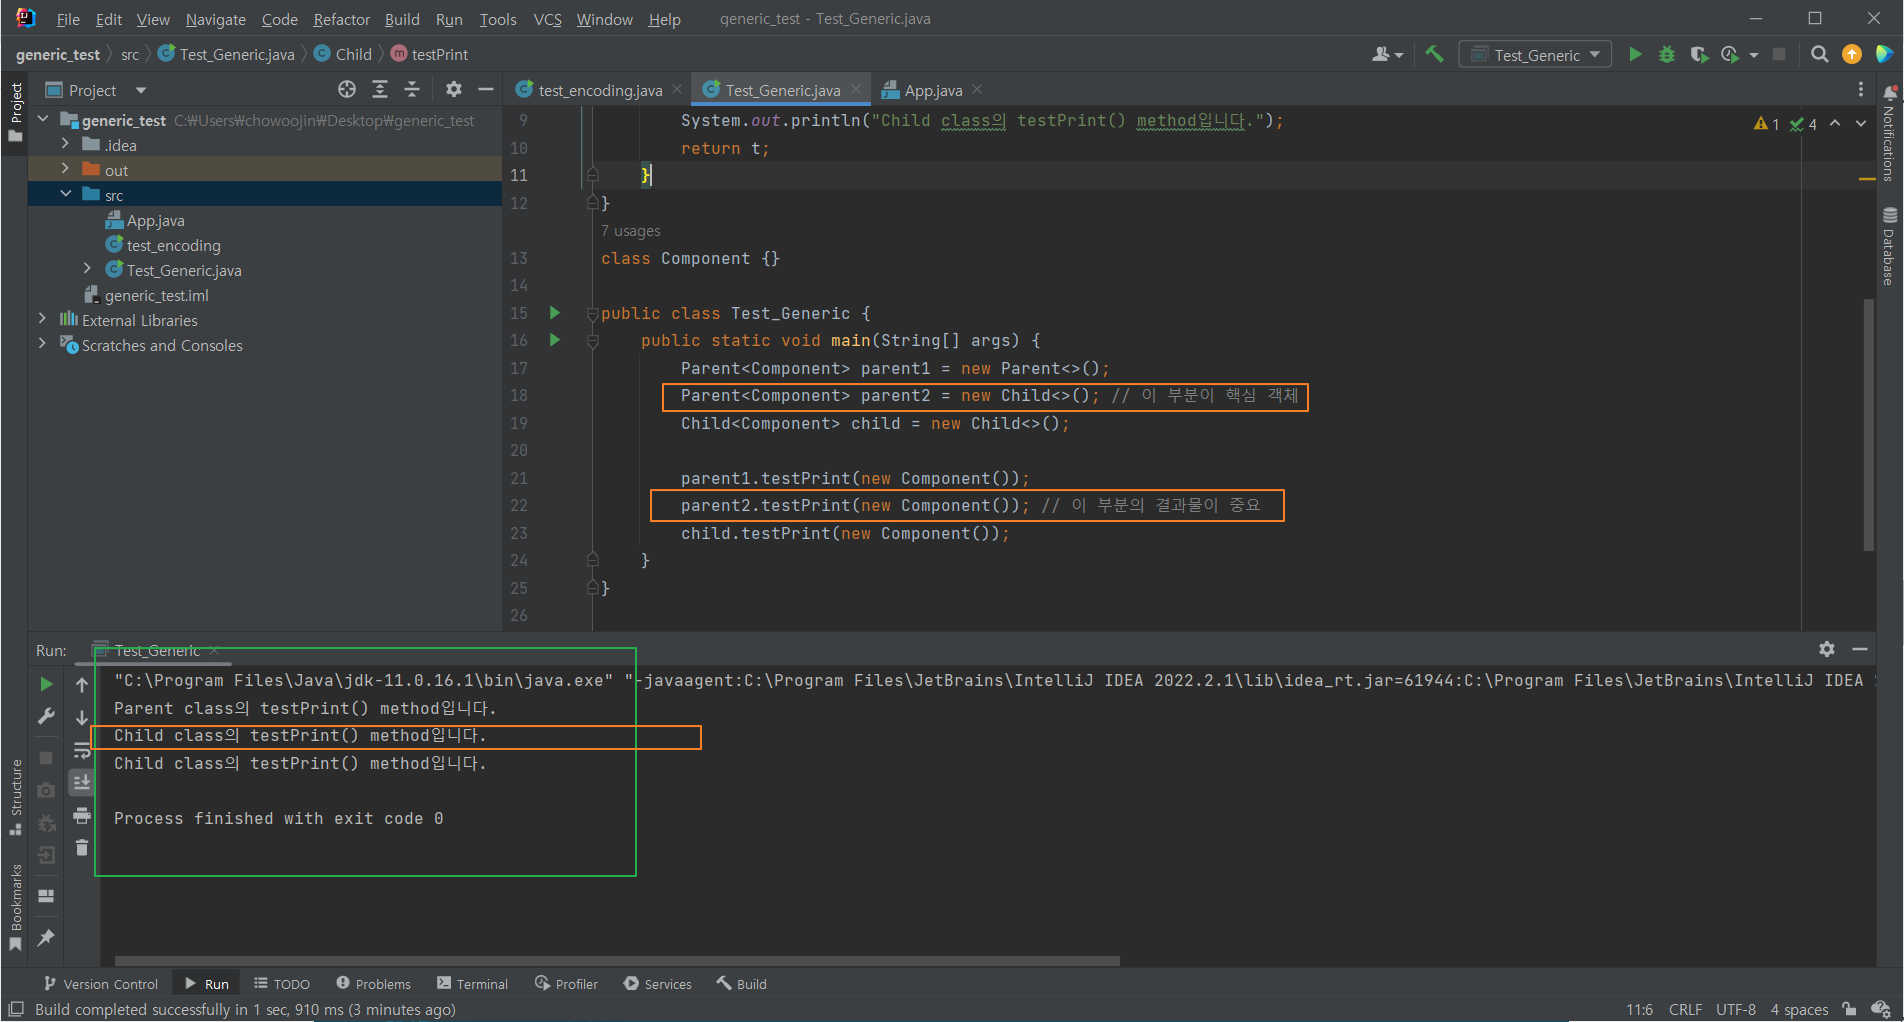 File Edit View Navigate Code Refactor Build Run Tools VCS Window Help generic_test - Test_Generic.java
generic_test src Test_Generic.java Child testPrint Test_Generic
Project
Project
test_encoding.java Test_Generic.java App.java
generic_test C:₩Users₩chowoojin₩Desktop₩generic_test
.idea
out
src
App.java
test_encoding
Test_Generic.java
generic_test.iml
External Libraries
Scratches and Consoles
1 4
9 System.out.println("Child class의 testPrint() method입니다.");
10 return t;
11 }
12 }
7 usages
13 class Component {}
14
15 public class Test_Generic {
16 public static void main(String[] args) {
17 Parent<Component> parent1 = new Parent<>();
18 Parent<Component> parent2 = new Child<>(); // 이 부분이 핵심 객체
19 Child<Component> child = new Child<>();
20
21 parent1.testPrint(new Component());
22 parent2.testPrint(new Component()); // 이 부분의 결과물이 중요
23 child.testPrint(new Component());
24 }
25 }
26
Notifications
Database
Run: Test_Generic
"C:\Program Files\Java\jdk-11.0.16.1\bin\java.exe" "-javaagent:C:\Program Files\JetBrains\IntelliJ IDEA 2022.2.1\lib\idea_rt.jar=61944:C:\Program Files\JetBrains\IntelliJ IDEA
Parent class의 testPrint() method입니다.
Child class의 testPrint() method입니다.
Child class의 testPrint() method입니다.
Process finished with exit code 0
Structure
Bookmarks
Version Control Run TODO Problems Terminal Profiler Services Build
Build completed successfully in 1 sec, 910 ms (3 minutes ago) 11:6 CRLF UTF-8 4 spaces